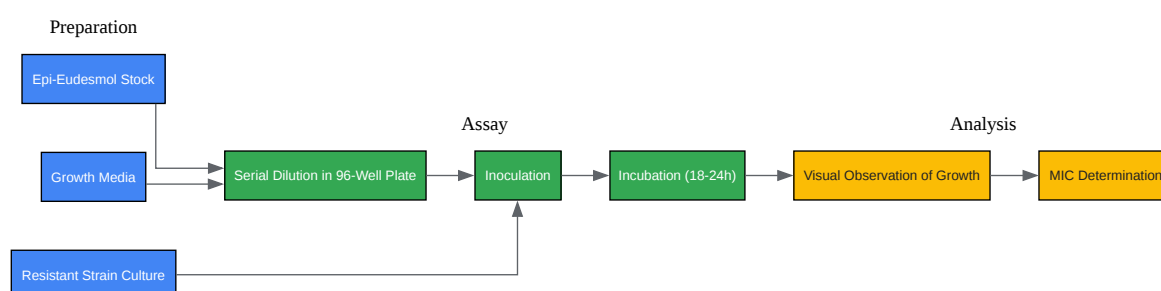 Preparation
Epi-Eudesmol Stock
Growth Media
Resistant Strain Culture
Assay
Serial Dilution in 96-Well Plate
Inoculation
Incubation (18-24h)
Analysis
Visual Observation of Growth
MIC Determination